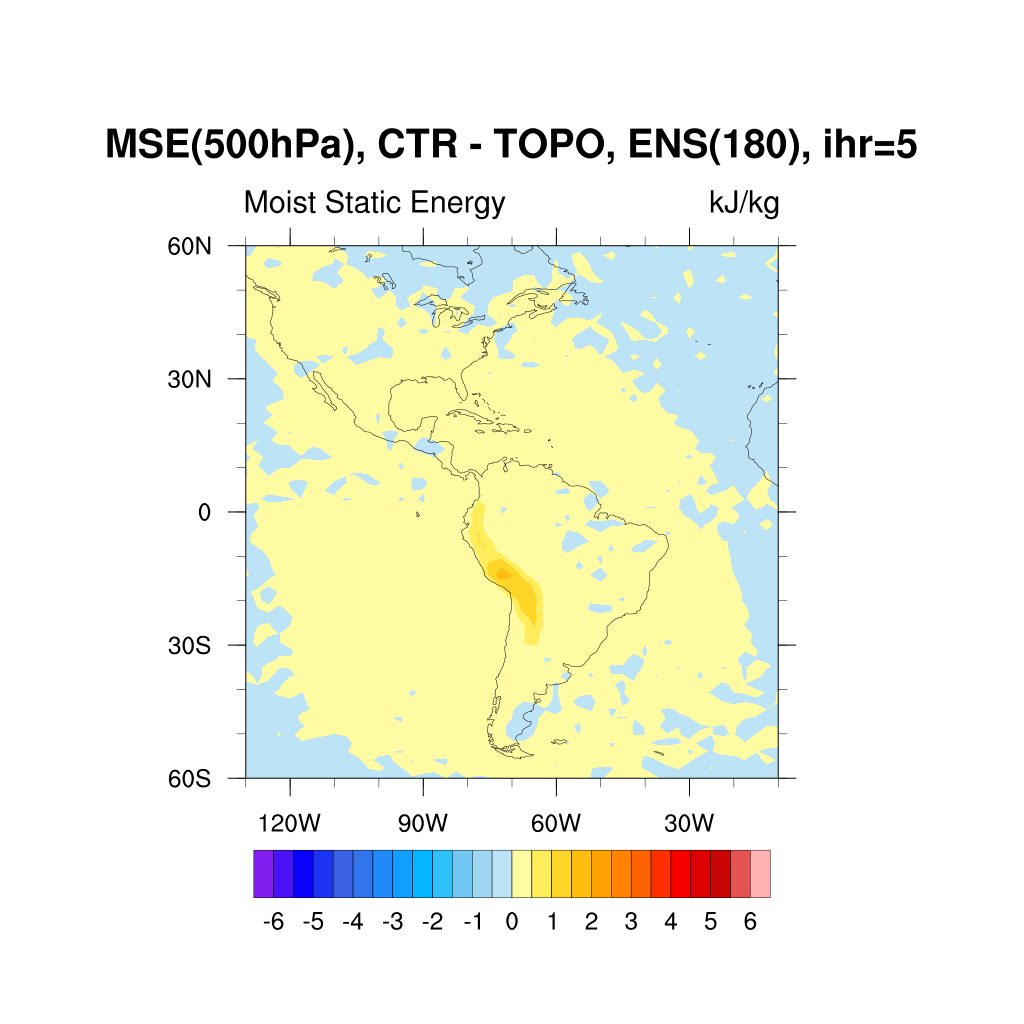 MSE(500hPa), CTR - TOPO, ENS(180), ihr=5
Moist Static Energy kJ/kg
60N
30N
0
30S
60S
120W 90W 60W 30W
-6 -5 -4 -3 -2 -1 0 1 2 3 4 5 6